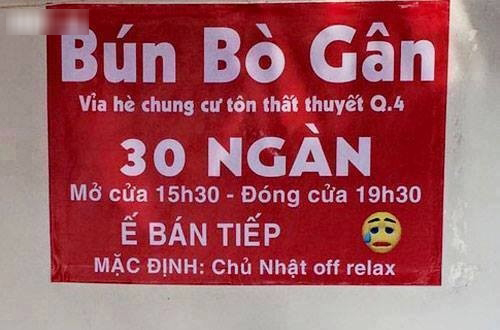 Bún Bò Gân
Vỉa hè chung cư tôn thất thuyết Q.4
30 NGÀN
Mở cửa 15h30 - Đóng cửa 19h30
Ế BÁN TIẾP
MẶC ĐỊNH: Chủ Nhật off relax